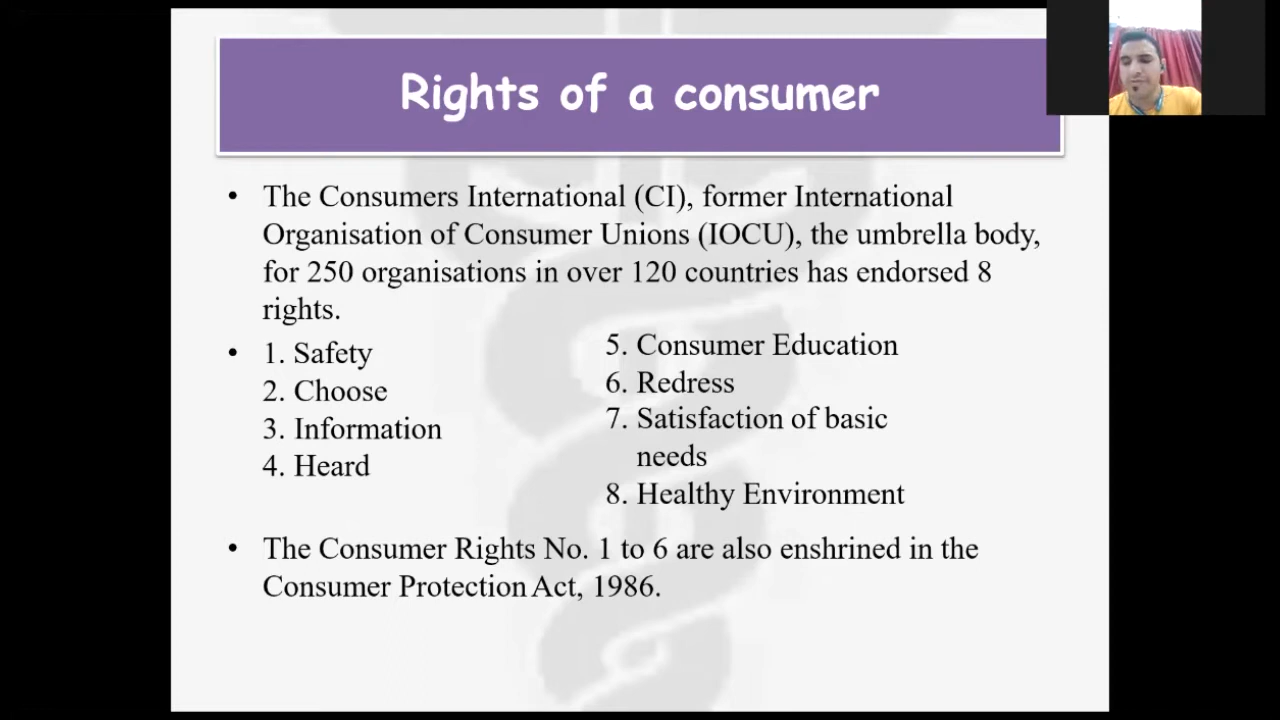 Rights of a consumer
• The Consumers International (CI), former International
Organisation of Consumer Unions (IOCU), the umbrella body,
for 250 organisations in over 120 countries has endorsed 8
rights.
• 1. Safety
2. Choose
3. Information
4. Heard
5. Consumer Education
6. Redress
7. Satisfaction of basic
needs
8. Healthy Environment
• The Consumer Rights No. 1 to 6 are also enshrined in the
Consumer Protection Act, 1986.